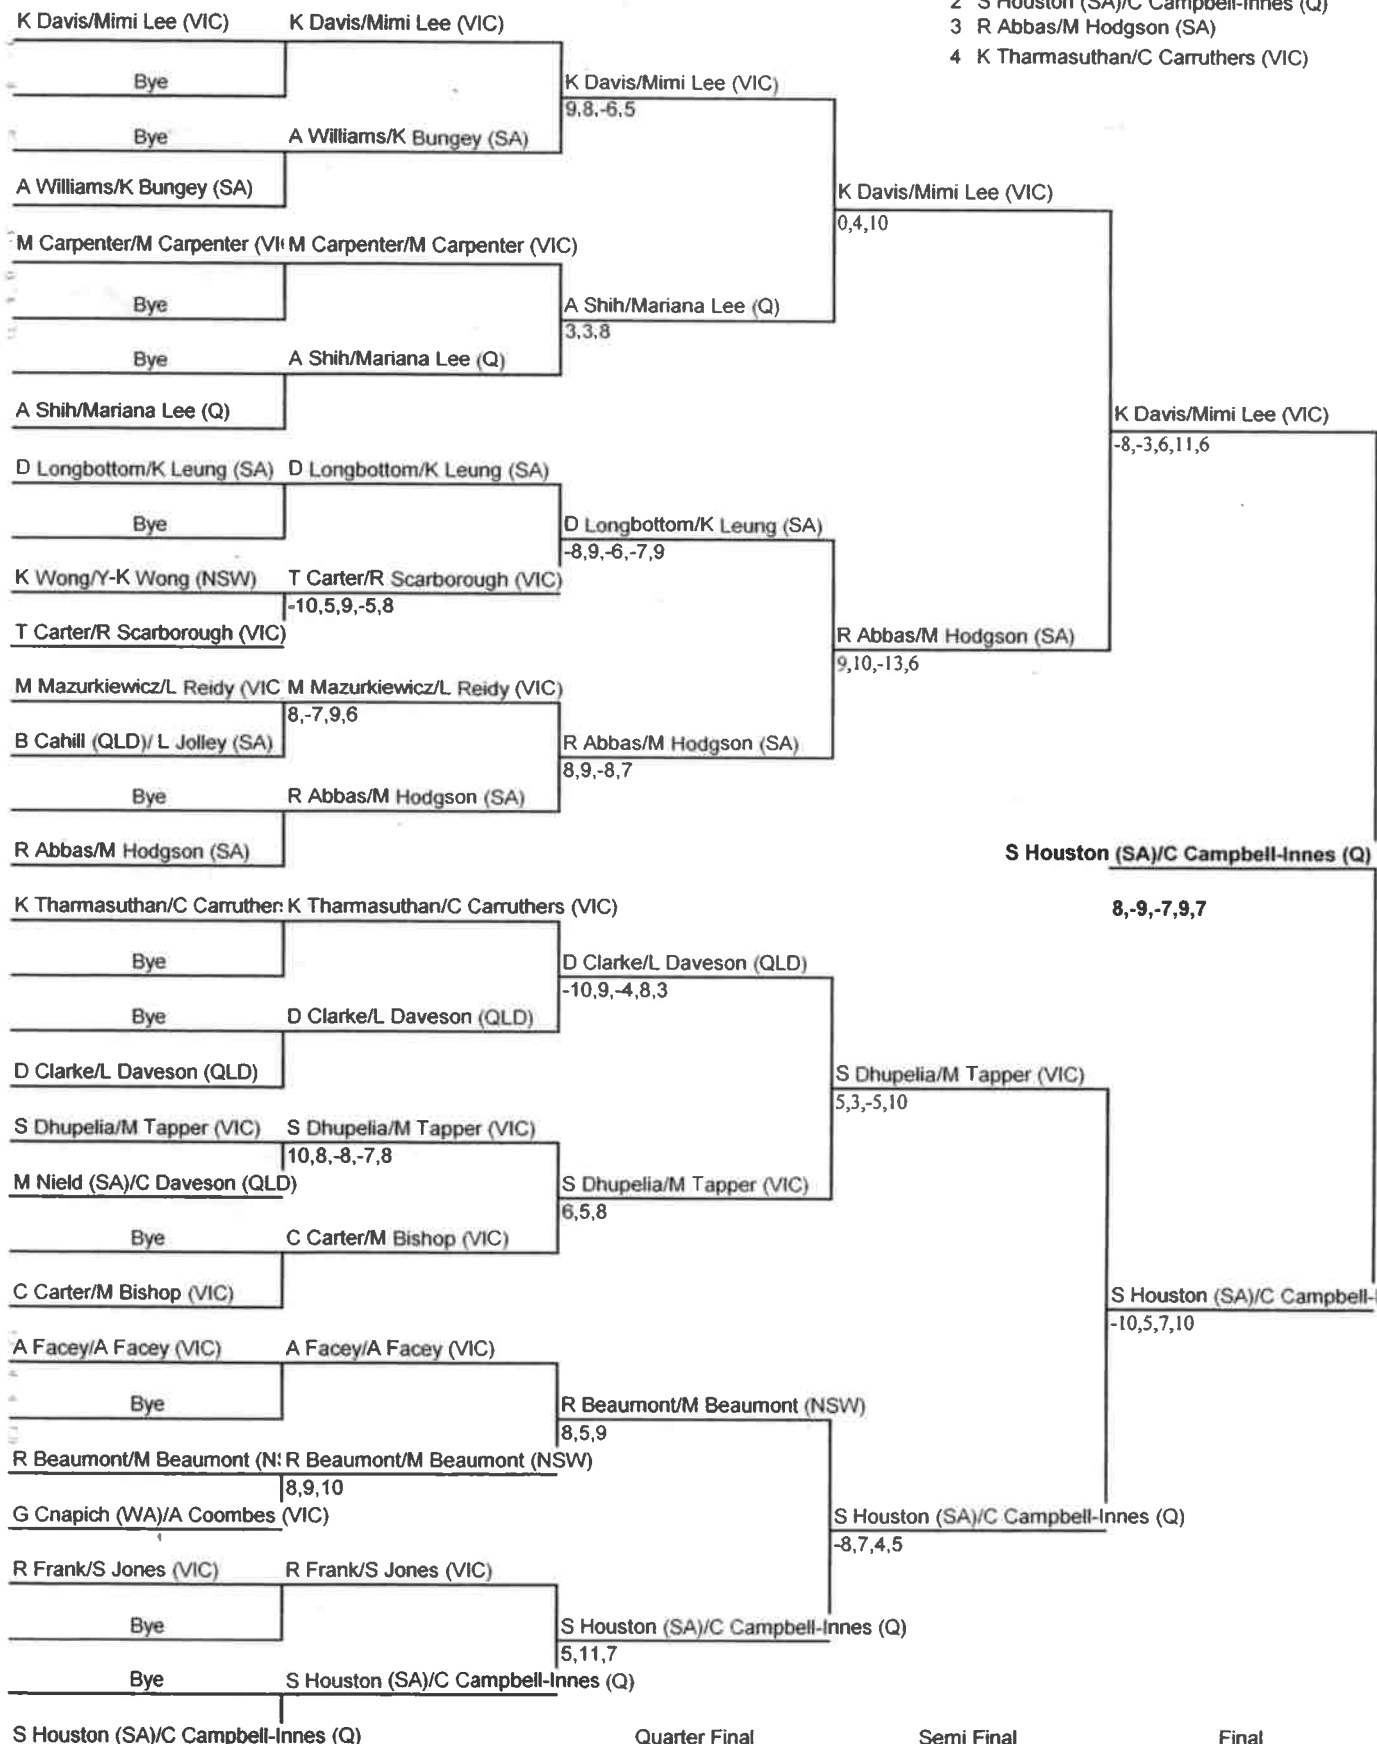 2 S Houston (SA)/C Campbell-Innes (Q)
3 R Abbas/M Hodgson (SA)
4 K Tharmasuthan/C Carruthers (VIC)
K Davis/Mimi Lee (VIC) K Davis/Mimi Lee (VIC)
Bye K Davis/Mimi Lee (VIC)
9,8,-6,5
Bye A Williams/K Bungey (SA)
A Williams/K Bungey (SA) K Davis/Mimi Lee (VIC)
0,4,10
M Carpenter/M Carpenter (VI M Carpenter/M Carpenter (VIC)
Bye A Shih/Mariana Lee (Q)
3,3,8
Bye A Shih/Mariana Lee (Q)
A Shih/Mariana Lee (Q) K Davis/Mimi Lee (VIC)
-8,-3,6,11,6
D Longbottom/K Leung (SA) D Longbottom/K Leung (SA)
Bye D Longbottom/K Leung (SA)
-8,9,-6,-7,9
K Wong/Y-K Wong (NSW) T Carter/R Scarborough (VIC)
-10,5,9,-5,8
T Carter/R Scarborough (VIC) R Abbas/M Hodgson (SA)
9,10,-13,6
M Mazurkiewicz/L Reidy (VIC M Mazurkiewicz/L Reidy (VIC)
8,-7,9,6
B Cahill (QLD)/ L Jolley (SA) R Abbas/M Hodgson (SA)
8,9,-8,7
Bye R Abbas/M Hodgson (SA)
R Abbas/M Hodgson (SA) S Houston (SA)/C Campbell-Innes (Q)
K Tharmasuthan/C Carruthers K Tharmasuthan/C Carruthers (VIC) 8,-9,-7,9,7
Bye D Clarke/L Daveson (QLD)
-10,9,-4,8,3
Bye D Clarke/L Daveson (QLD)
D Clarke/L Daveson (QLD) S Dhupelia/M Tapper (VIC)
5,3,-5,10
S Dhupelia/M Tapper (VIC) S Dhupelia/M Tapper (VIC)
10,8,-8,-7,8
M Nield (SA)/C Daveson (QLD) S Dhupelia/M Tapper (VIC)
6,5,8
Bye C Carter/M Bishop (VIC)
C Carter/M Bishop (VIC) S Houston (SA)/C Campbell-
-10,5,7,10
A Facey/A Facey (VIC) A Facey/A Facey (VIC)
Bye R Beaumont/M Beaumont (NSW)
8,5,9
R Beaumont/M Beaumont (NS R Beaumont/M Beaumont (NSW)
8,9,10
G Cnapich (WA)/A Coombes (VIC) S Houston (SA)/C Campbell-Innes (Q)
-8,7,4,5
R Frank/S Jones (VIC) R Frank/S Jones (VIC)
Bye S Houston (SA)/C Campbell-Innes (Q)
5,11,7
Bye S Houston (SA)/C Campbell-Innes (Q)
S Houston (SA)/C Campbell-Innes (Q) Quarter Final Semi Final Final